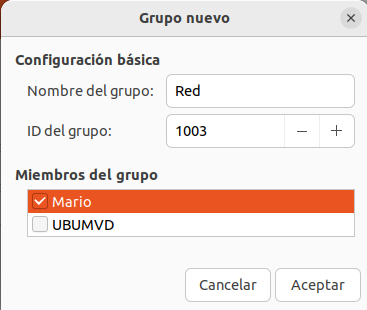 Grupo nuevo
Configuración básica
Nombre del grupo: Red
ID del grupo: 1003
Miembros del grupo
Mario
UBUMVD
Cancelar Aceptar